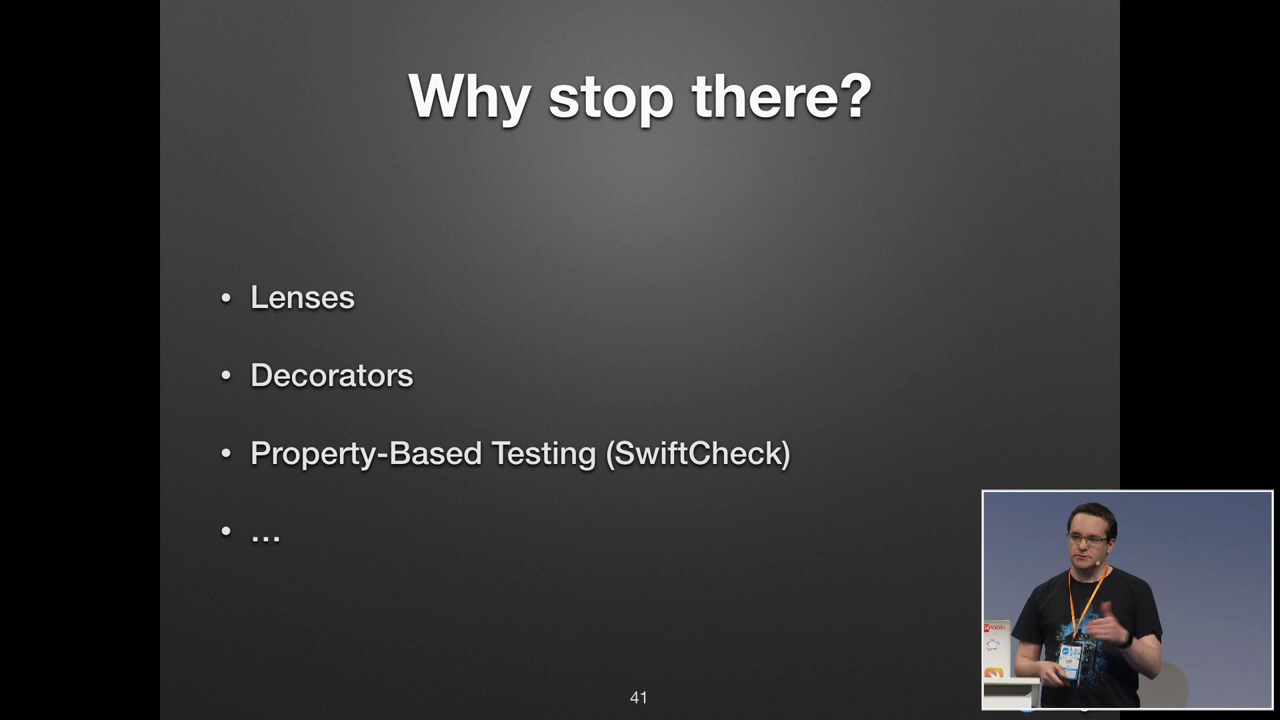 Why stop there?
• Lenses
• Decorators
• Property-Based Testing (SwiftCheck)
• ...
41